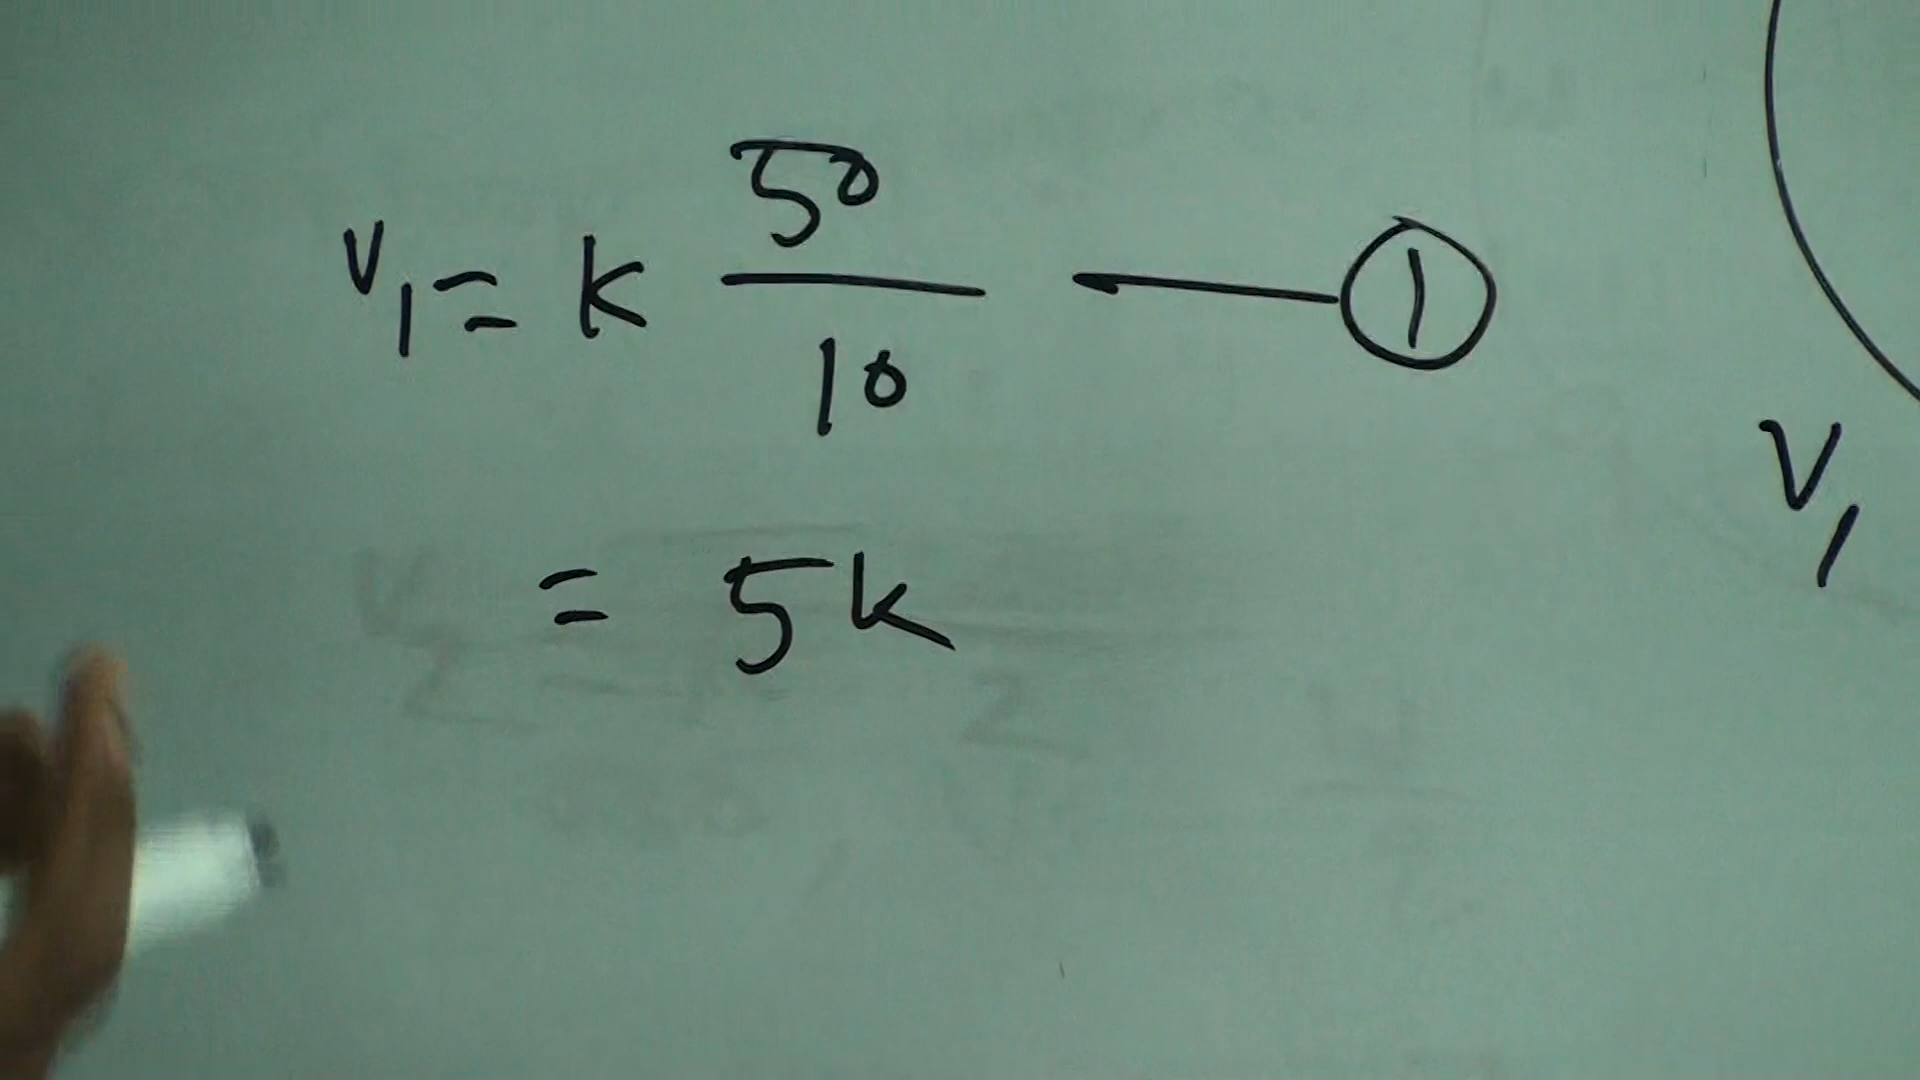 V₁ = k 50/10 ← ①
= 5k
V₁